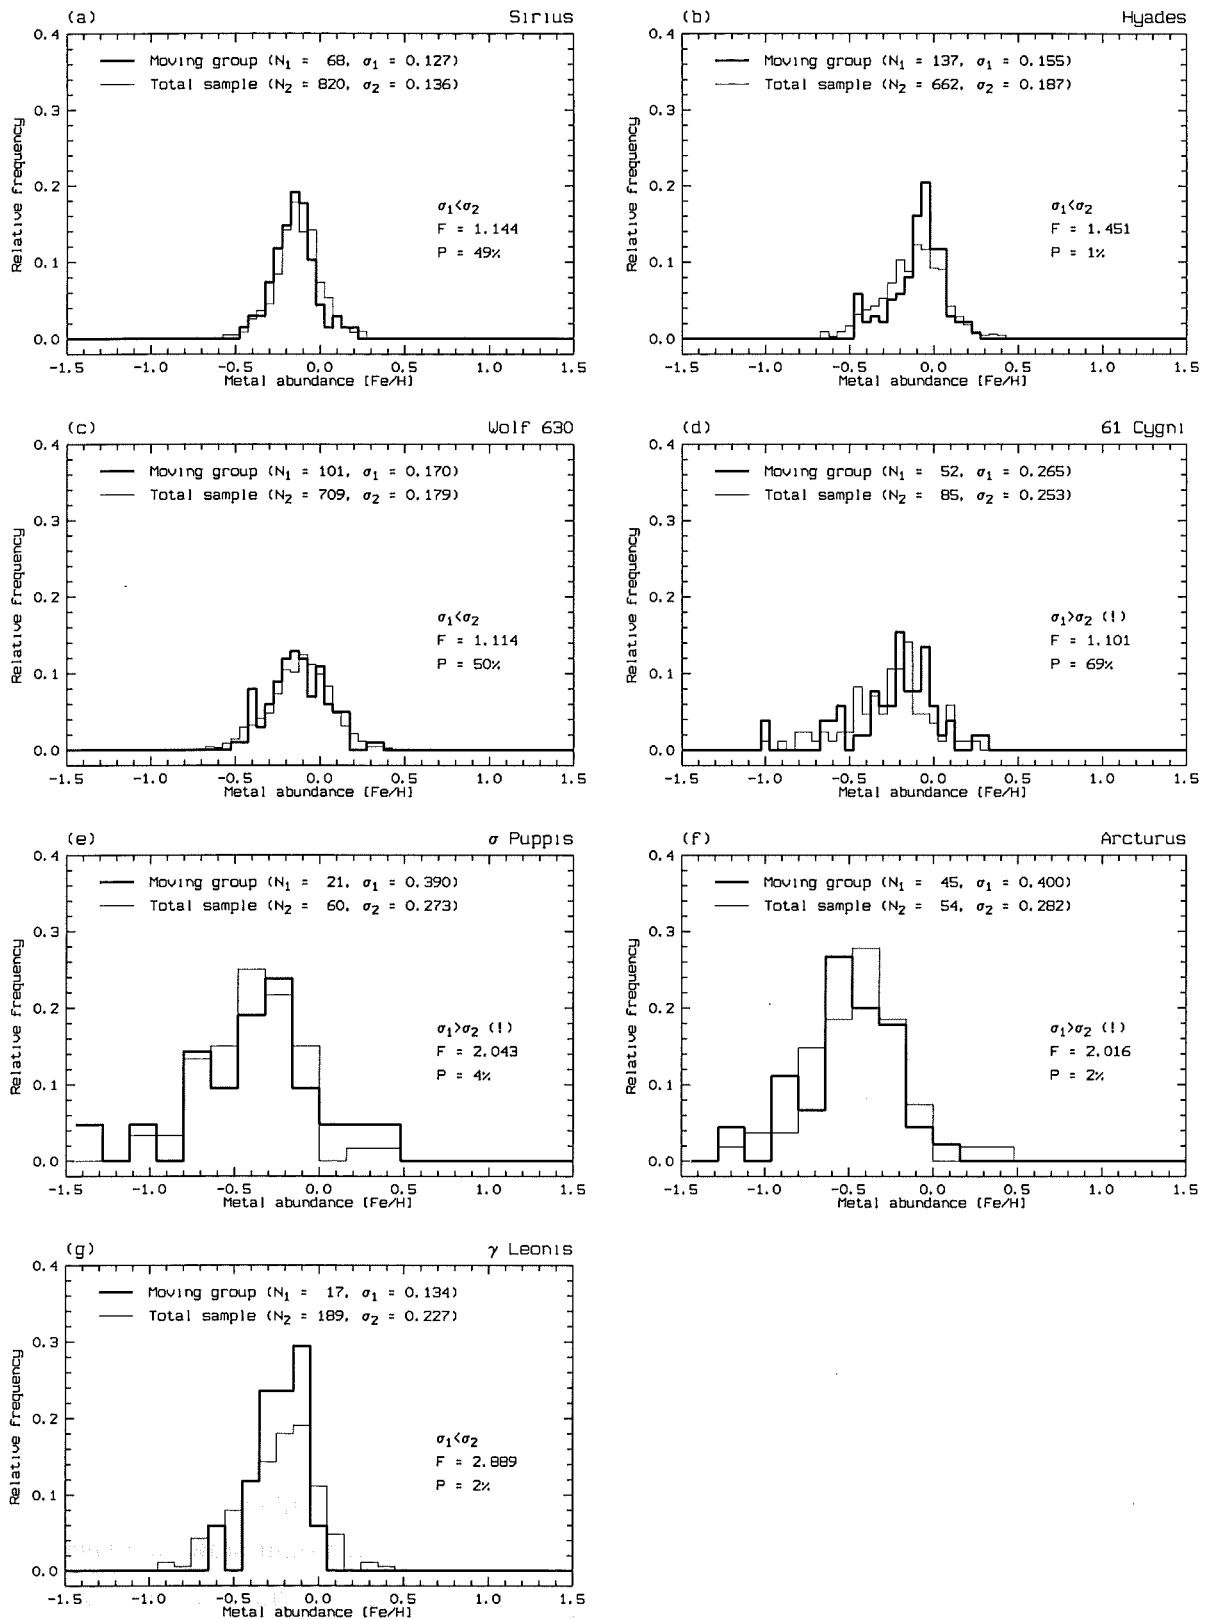 (a) Sirius
0.4
Moving group (N1 = 68, σ1 = 0.127)
Total sample (N2 = 820, σ2 = 0.136)
0.3
0.2
0.1
0.0
Relative frequency
σ1<σ2
F = 1.144
P = 49%
-1.5 -1.0 -0.5 0.0 0.5 1.0 1.5
Metal abundance [Fe/H]
(b) Hyades
0.4
Moving group (N1 = 137, σ1 = 0.155)
Total sample (N2 = 662, σ2 = 0.187)
0.3
0.2
0.1
0.0
Relative frequency
σ1<σ2
F = 1.451
P = 1%
-1.5 -1.0 -0.5 0.0 0.5 1.0 1.5
Metal abundance [Fe/H]
(c) Wolf 630
0.4
Moving group (N1 = 101, σ1 = 0.170)
Total sample (N2 = 709, σ2 = 0.179)
0.3
0.2
0.1
0.0
Relative frequency
σ1<σ2
F = 1.114
P = 50%
-1.5 -1.0 -0.5 0.0 0.5 1.0 1.5
Metal abundance [Fe/H]
(d) 61 Cygni
0.4
Moving group (N1 = 52, σ1 = 0.265)
Total sample (N2 = 85, σ2 = 0.253)
0.3
0.2
0.1
0.0
Relative frequency
σ1>σ2 (!)
F = 1.101
P = 69%
-1.5 -1.0 -0.5 0.0 0.5 1.0 1.5
Metal abundance [Fe/H]
(e) σ Puppis
0.4
Moving group (N1 = 21, σ1 = 0.390)
Total sample (N2 = 60, σ2 = 0.273)
0.3
0.2
0.1
0.0
Relative frequency
σ1>σ2 (!)
F = 2.043
P = 4%
-1.5 -1.0 -0.5 0.0 0.5 1.0 1.5
Metal abundance [Fe/H]
(f) Arcturus
0.4
Moving group (N1 = 45, σ1 = 0.400)
Total sample (N2 = 54, σ2 = 0.282)
0.3
0.2
0.1
0.0
Relative frequency
σ1>σ2 (!)
F = 2.016
P = 2%
-1.5 -1.0 -0.5 0.0 0.5 1.0 1.5
Metal abundance [Fe/H]
(g) γ Leonis
0.4
Moving group (N1 = 17, σ1 = 0.134)
Total sample (N2 = 189, σ2 = 0.227)
0.3
0.2
0.1
0.0
Relative frequency
σ1<σ2
F = 2.889
P = 2%
-1.5 -1.0 -0.5 0.0 0.5 1.0 1.5
Metal abundance [Fe/H]